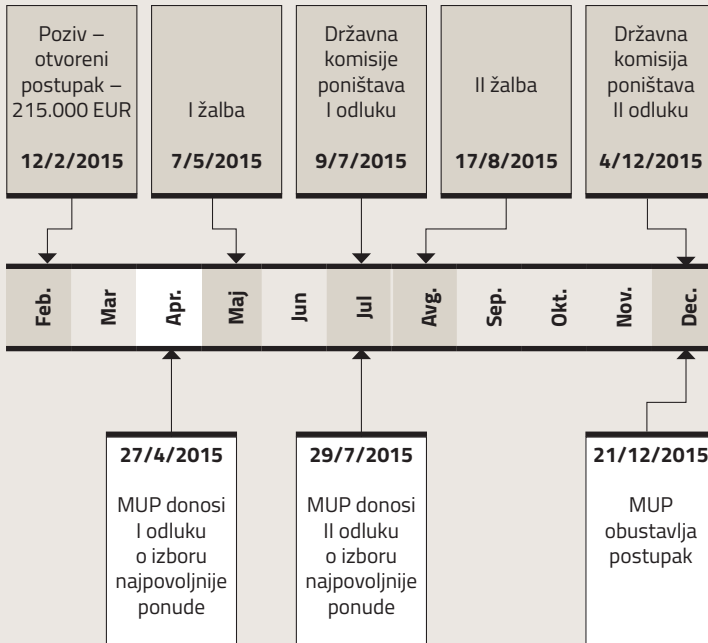 Poziv –
otvoreni
postupak –
215.000 EUR
12/2/2015
I žalba
7/5/2015
Državna
komisije
poništava
I odluku
9/7/2015
II žalba
17/8/2015
Državna
komisija
poništava
II odluku
4/12/2015
Feb.
Mar
Apr.
Maj
Jun
Jul
Avg.
Sep.
Okt.
Nov.
Dec.
27/4/2015
MUP donosi
I odluku
o izboru
najpovoljnije
ponude
29/7/2015
MUP donosi
II odluku
o izboru
najpovoljnije
ponude
21/12/2015
MUP
obustavlja
postupak